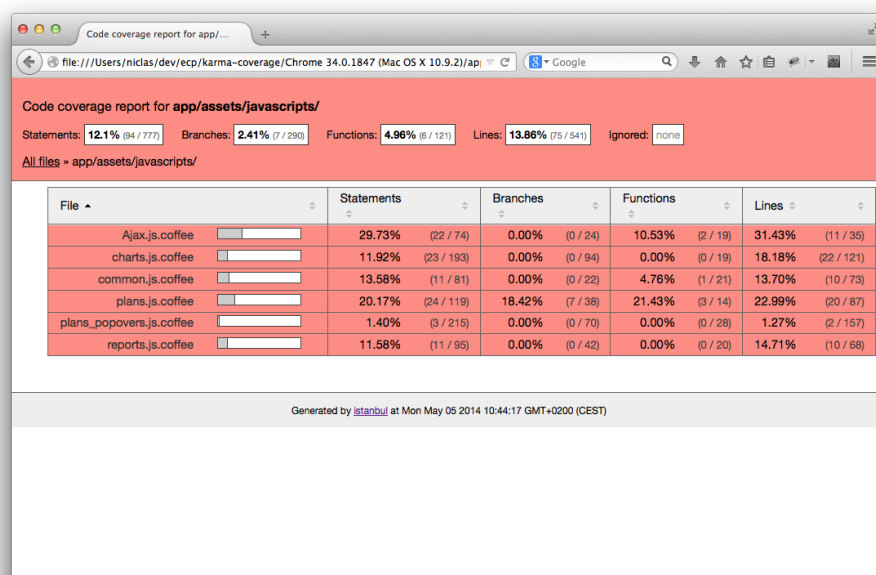 Code coverage report for app/...
file:///Users/niclas/dev/ecp/karma-coverage/Chrome 34.0.1847 (Mac OS X 10.9.2)/ap
Google
Code coverage report for app/assets/javascripts/
Statements: 12.1% (94 / 777) Branches: 2.41% (7 / 290) Functions: 4.96% (6 / 121) Lines: 13.86% (75 / 541) Ignored: none
All files » app/assets/javascripts/
File Statements Branches Functions Lines
Ajax.js.coffee 29.73% (22 / 74) 0.00% (0 / 24) 10.53% (2 / 19) 31.43% (11 / 35)
charts.js.coffee 11.92% (23 / 193) 0.00% (0 / 94) 0.00% (0 / 19) 18.18% (22 / 121)
common.js.coffee 13.58% (11 / 81) 0.00% (0 / 22) 4.76% (1 / 21) 13.70% (10 / 73)
plans.js.coffee 20.17% (24 / 119) 18.42% (7 / 38) 21.43% (3 / 14) 22.99% (20 / 87)
plans_popovers.js.coffee 1.40% (3 / 215) 0.00% (0 / 70) 0.00% (0 / 28) 1.27% (2 / 157)
reports.js.coffee 11.58% (11 / 95) 0.00% (0 / 42) 0.00% (0 / 20) 14.71% (10 / 68)
Generated by istanbul at Mon May 05 2014 10:44:17 GMT+0200 (CEST)